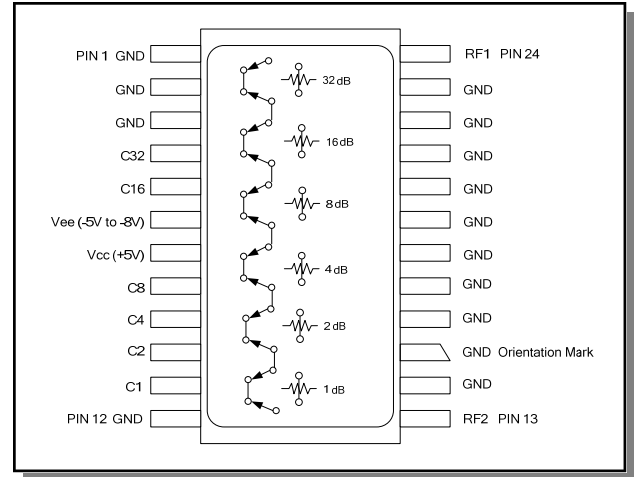 PIN 1 GND
GND
GND
C32
C16
Vee (-5V to -8V)
Vcc (+5V)
C8
C4
C2
C1
PIN 12 GND
32 dB
16 dB
8 dB
4 dB
2 dB
1 dB
RF1 PIN 24
GND
GND
GND
GND
GND
GND
GND
GND
GND Orientation Mark
GND
RF2 PIN 13